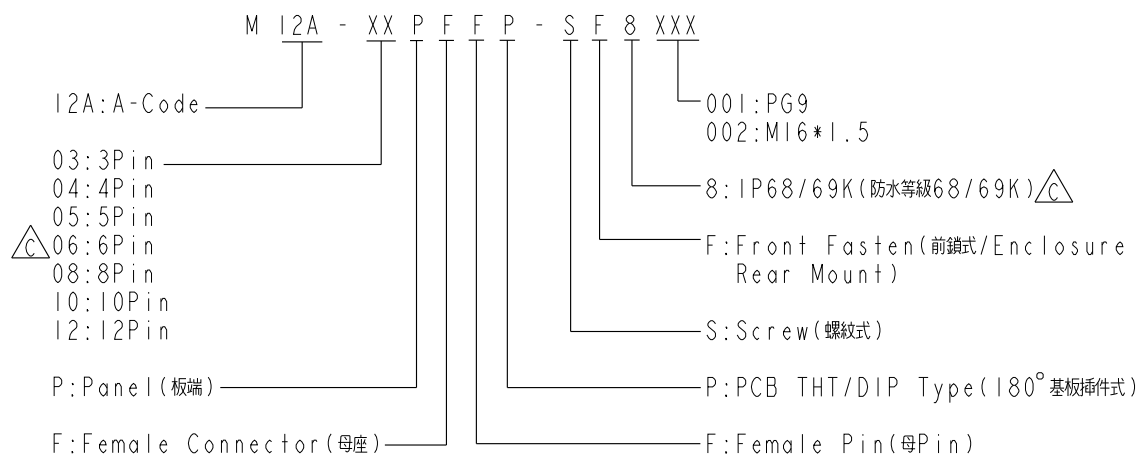 M 12A - XX P F F P - S F 8 XXX
12A:A-Code
03:3Pin
04:4Pin
05:5Pin
C 06:6Pin
08:8Pin
10:10Pin
12:12Pin
P:Panel(板端)
F:Female Connector(母座)
001:PG9
002:M16*1.5
8:IP68/69K(防水等級68/69K) C
F:Front Fasten(前鎖式/Enclosure
Rear Mount)
S:Screw(螺紋式)
P:PCB THT/DIP Type(180°基板插件式)
F:Female Pin(母Pin)